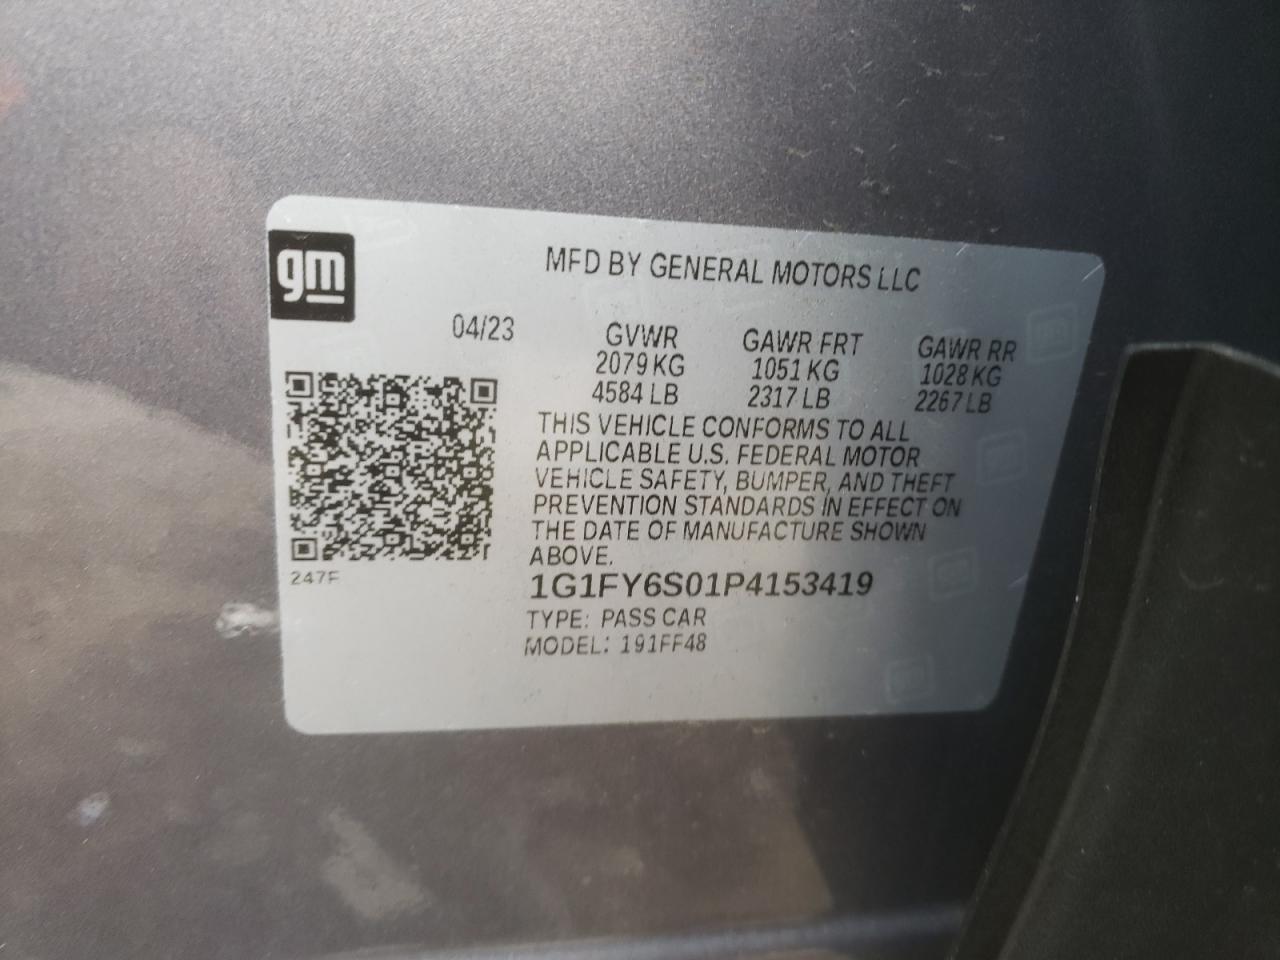 gm
MFD BY GENERAL MOTORS LLC
04/23 GVWR GAWR FRT GAWR RR
2079 KG 1051 KG 1028 KG
4584 LB 2317 LB 2267 LB
THIS VEHICLE CONFORMS TO ALL
APPLICABLE U.S. FEDERAL MOTOR
VEHICLE SAFETY, BUMPER, AND THEFT
PREVENTION STANDARDS IN EFFECT ON
THE DATE OF MANUFACTURE SHOWN
ABOVE.
247F
1G1FY6S01P4153419
TYPE: PASS CAR
MODEL: 191FF48